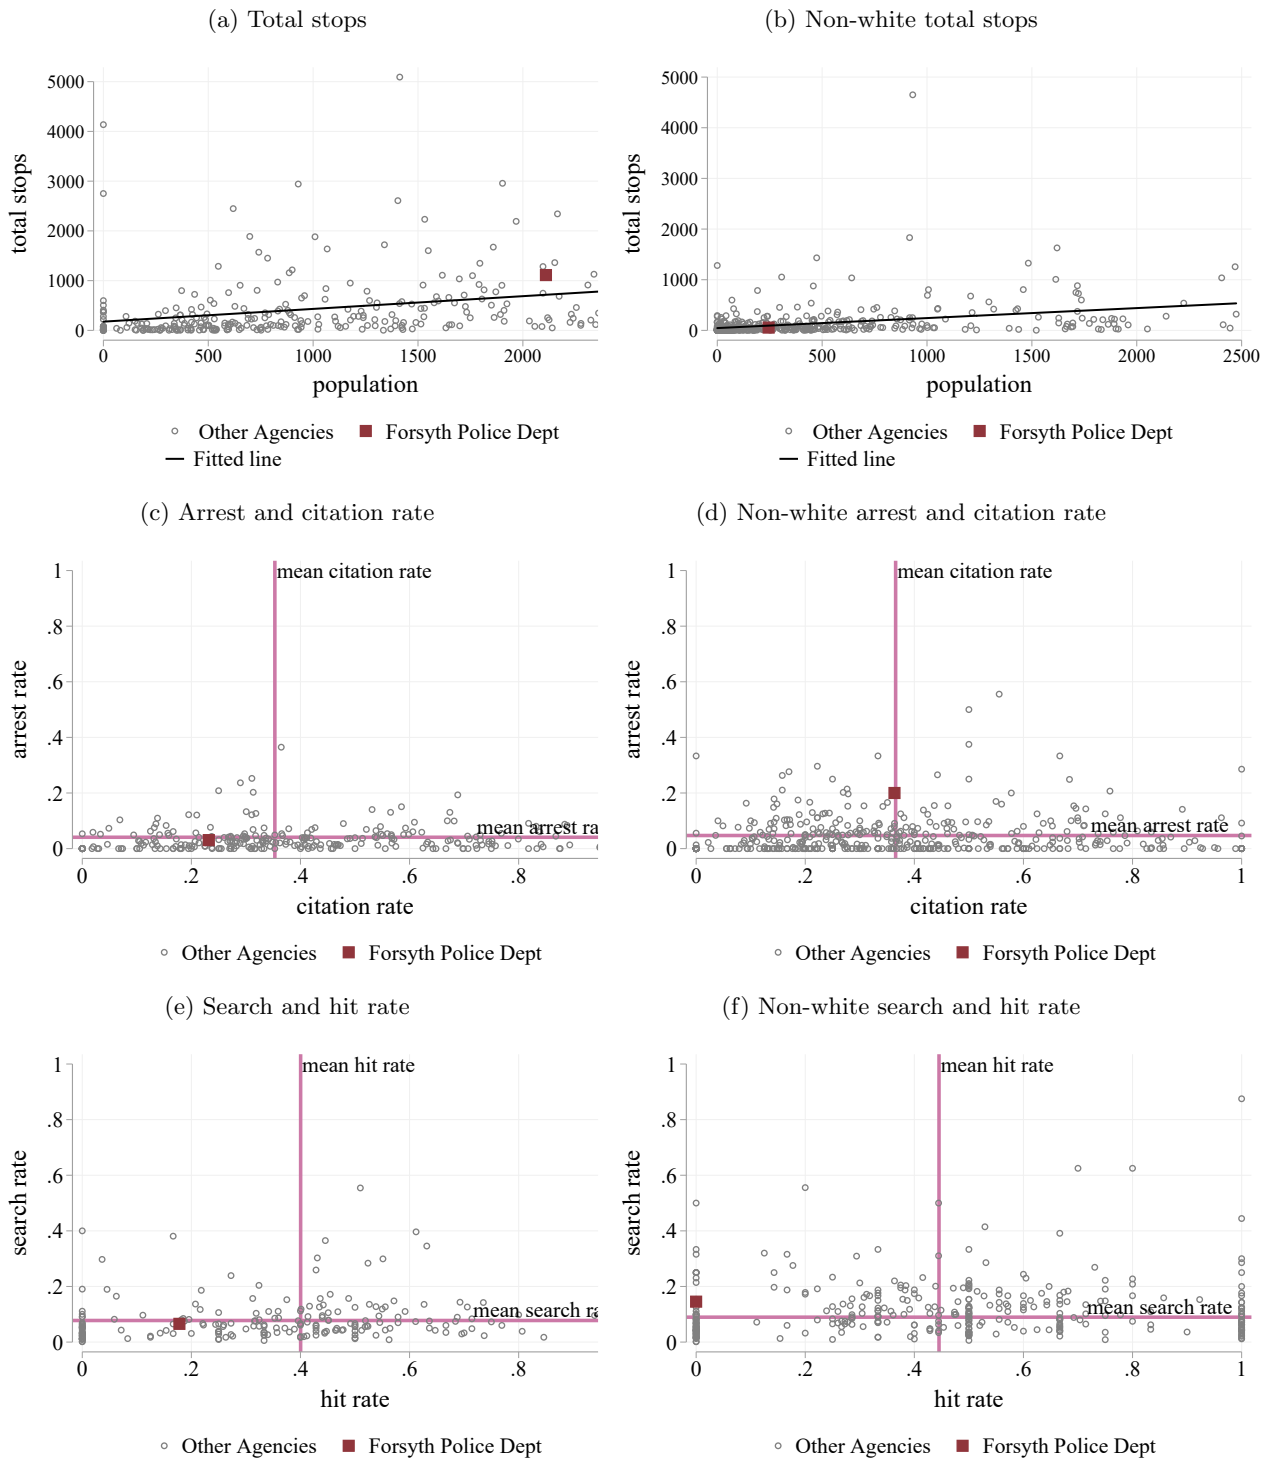 (a) Total stops
total stops
5000
4000
3000
2000
1000
0
0 500 1000 1500 2000
population
Other Agencies Forsyth Police Dept
Fitted line
(b) Non-white total stops
total stops
5000
4000
3000
2000
1000
0
0 500 1000 1500 2000 2500
population
Other Agencies Forsyth Police Dept
Fitted line
(c) Arrest and citation rate
mean citation rate
arrest rate
1
.8
.6
.4
.2
0
mean arrest ra
0 .2 .4 .6 .8
citation rate
Other Agencies Forsyth Police Dept
(d) Non-white arrest and citation rate
mean citation rate
arrest rate
1
.8
.6
.4
.2
0
mean arrest rate
0 .2 .4 .6 .8 1
citation rate
Other Agencies Forsyth Police Dept
(e) Search and hit rate
mean hit rate
search rate
1
.8
.6
.4
.2
0
mean search ra
0 .2 .4 .6 .8
hit rate
Other Agencies Forsyth Police Dept
(f) Non-white search and hit rate
mean hit rate
search rate
1
.8
.6
.4
.2
0
mean search rate
0 .2 .4 .6 .8 1
hit rate
Other Agencies Forsyth Police Dept